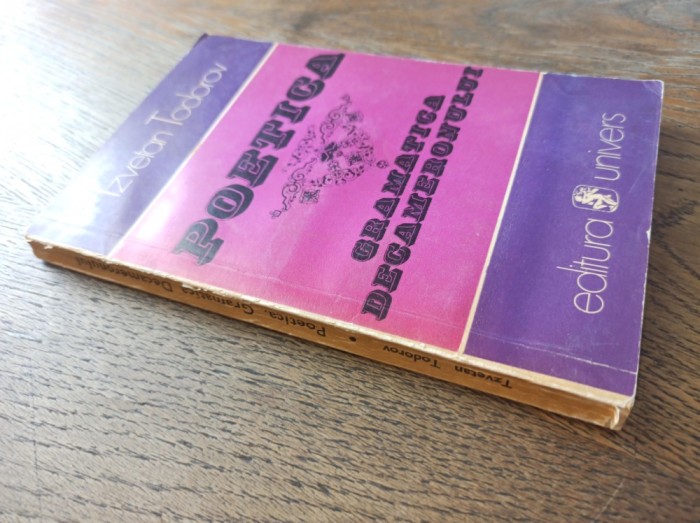 Tzvetan Todorov
POETICA
GRAMATICA
DECAMERONULUI
editura univers
Tzvetan Todorov • Poetica. Gramatica Decameronului